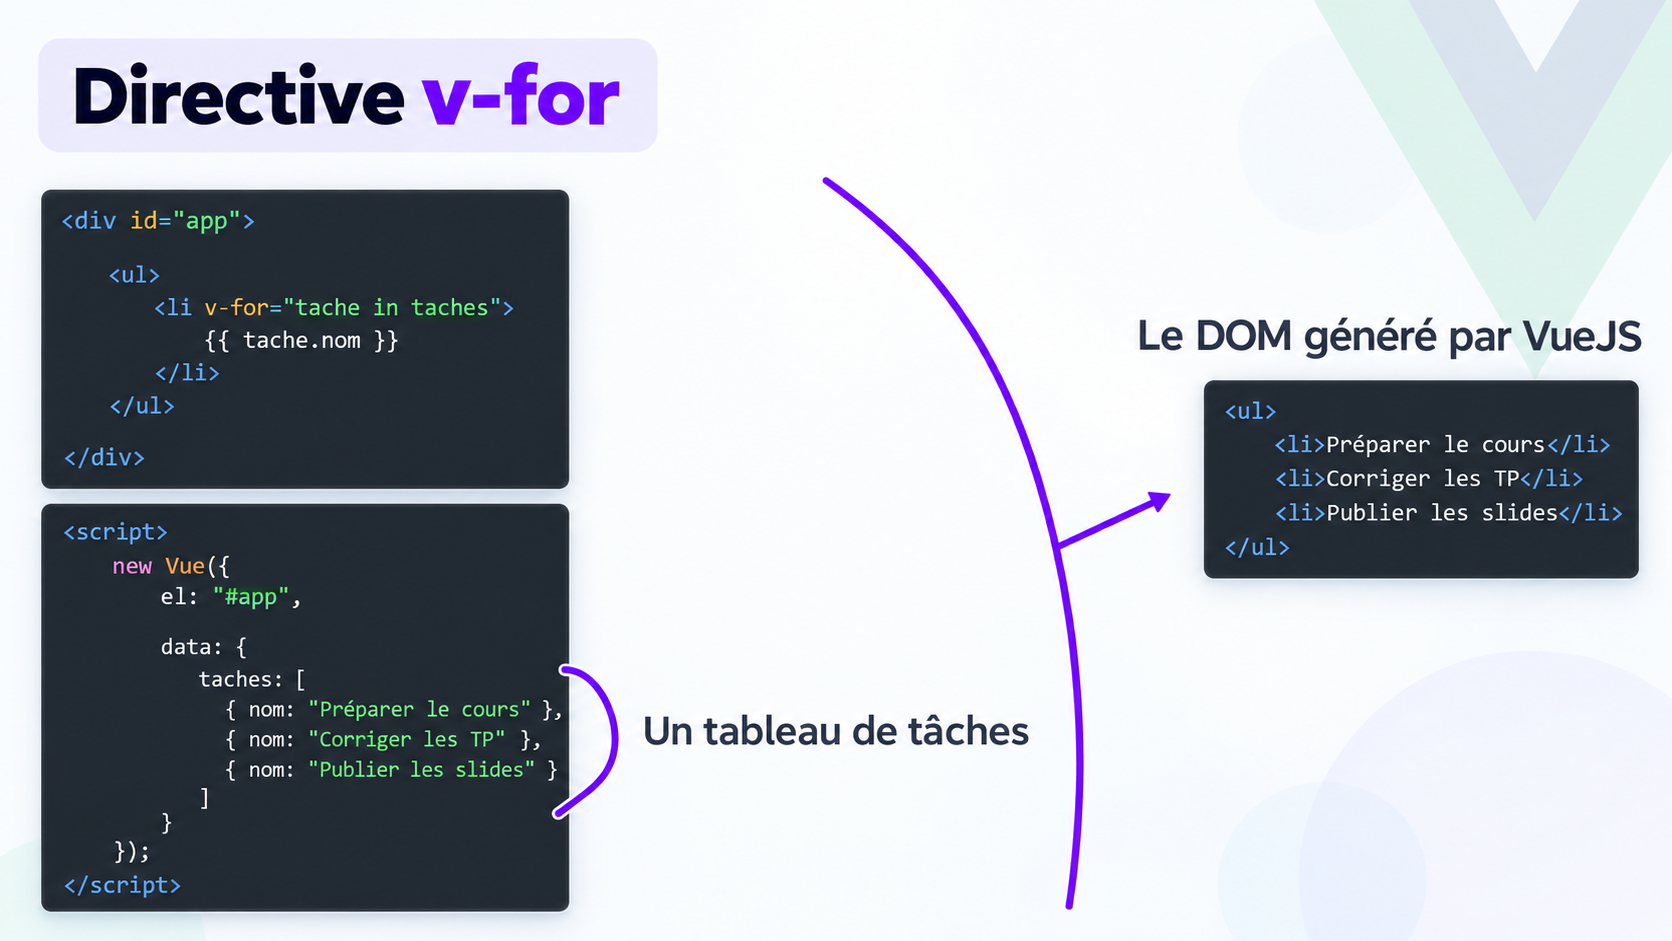 Directive v-for
<div id="app">
<ul>
<li v-for="tache in taches">
{{ tache.nom }}
</li>
</ul>
</div>
<script>
new Vue({
el: "#app",
data: {
taches: [
{ nom: "Préparer le cours" },
{ nom: "Corriger les TP" },
{ nom: "Publier les slides" }
]
}
});
</script>
Un tableau de tâches
Le DOM généré par VueJS
<ul>
<li>Préparer le cours</li>
<li>Corriger les TP</li>
<li>Publier les slides</li>
</ul>